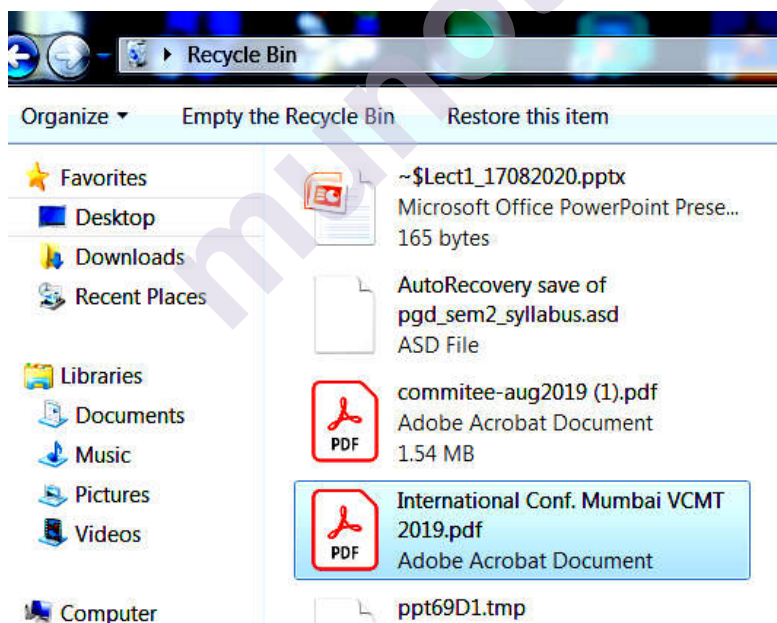 Recycle Bin
Organize Empty the Recycle Bin Restore this item
Favorites
Desktop
Downloads
Recent Places
Libraries
Documents
Music
Pictures
Videos
Computer
~$Lect1_17082020.pptx
Microsoft Office PowerPoint Prese...
165 bytes
AutoRecovery save of
pgd_sem2_syllabus.asd
ASD File
PDF
commitee-aug2019 (1).pdf
Adobe Acrobat Document
1.54 MB
PDF
International Conf. Mumbai VCMT
2019.pdf
Adobe Acrobat Document
ppt69D1.tmp